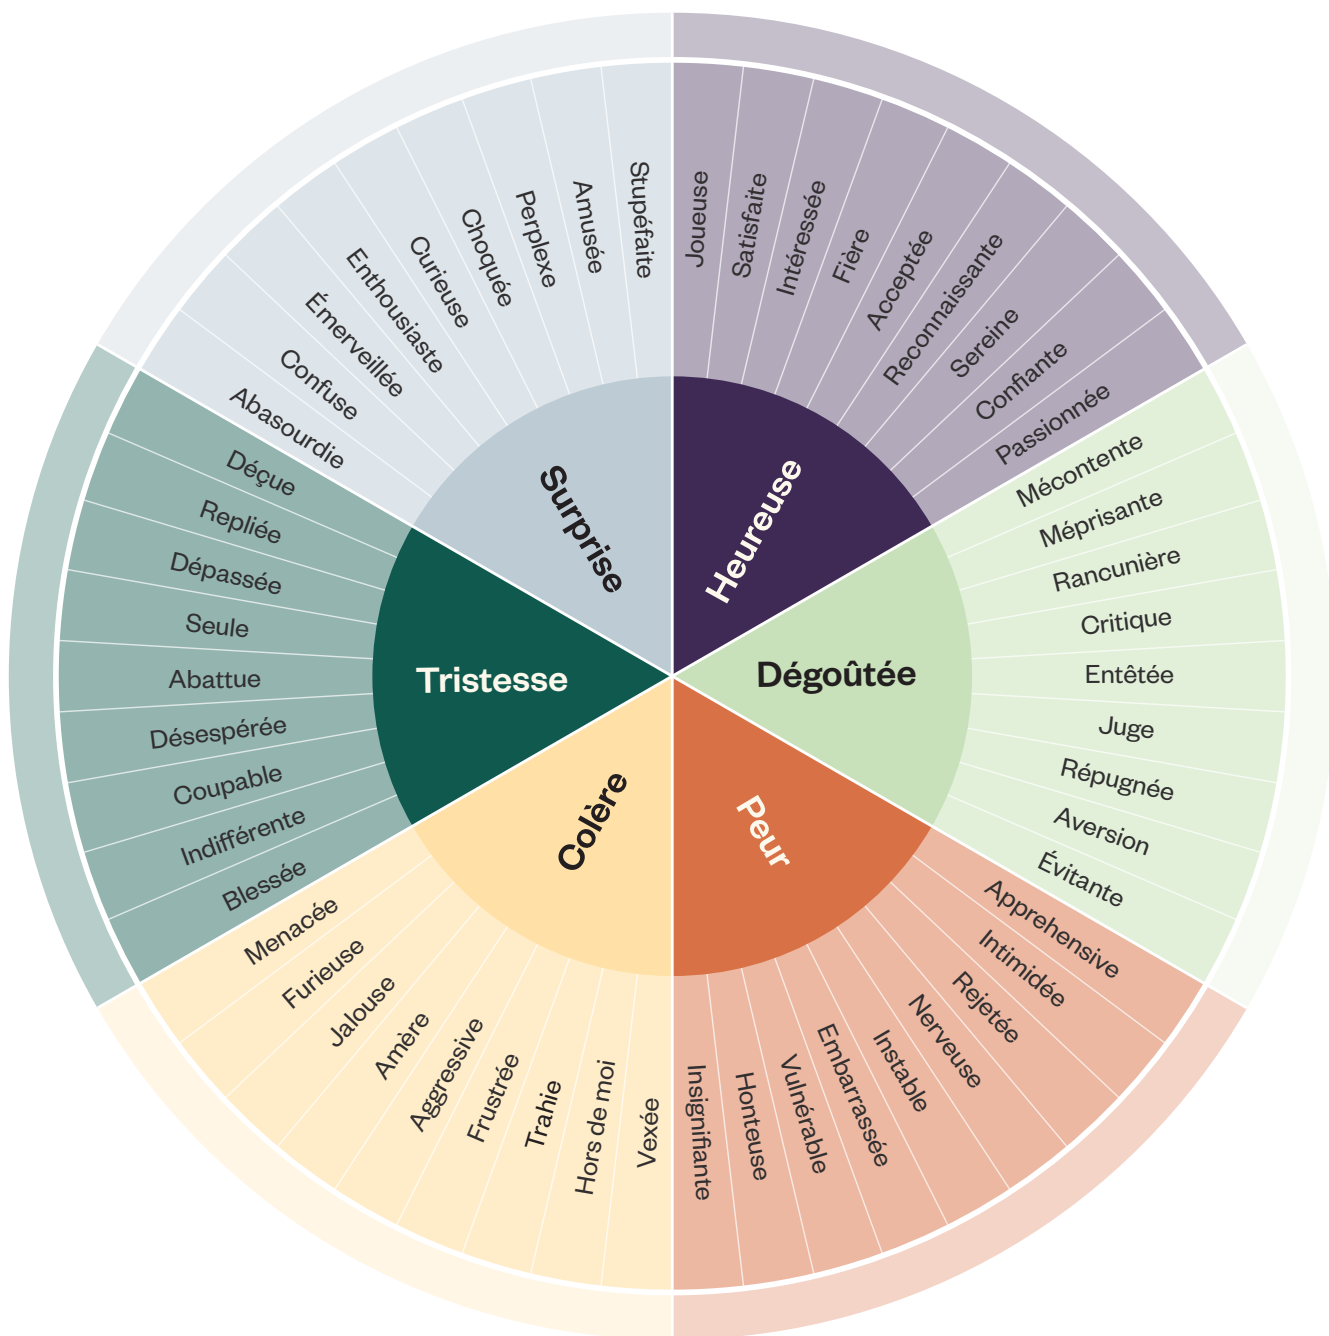 Heureuse
Joueuse
Satisfaite
Intéressée
Fière
Acceptée
Reconnaissante
Sereine
Confiante
Passionnée
Dégoûtée
Mécontente
Méprisante
Rancunière
Critique
Entêtée
Juge
Répugnée
Aversion
Évitante
Peur
Apprehensive
Intimidée
Rejetée
Nerveuse
Instable
Embarrassée
Vulnérable
Honteuse
Insignifiante
Colère
Vexée
Hors de moi
Trahie
Frustrée
Aggressive
Amère
Jalouse
Furieuse
Menacée
Tristesse
Blessée
Indifférente
Coupable
Désespérée
Abattue
Seule
Dépassée
Repliée
Déçue
Surprise
Abasourdie
Confuse
Émerveillée
Enthousiaste
Curieuse
Choquée
Perplexe
Amusée
Stupéfaite